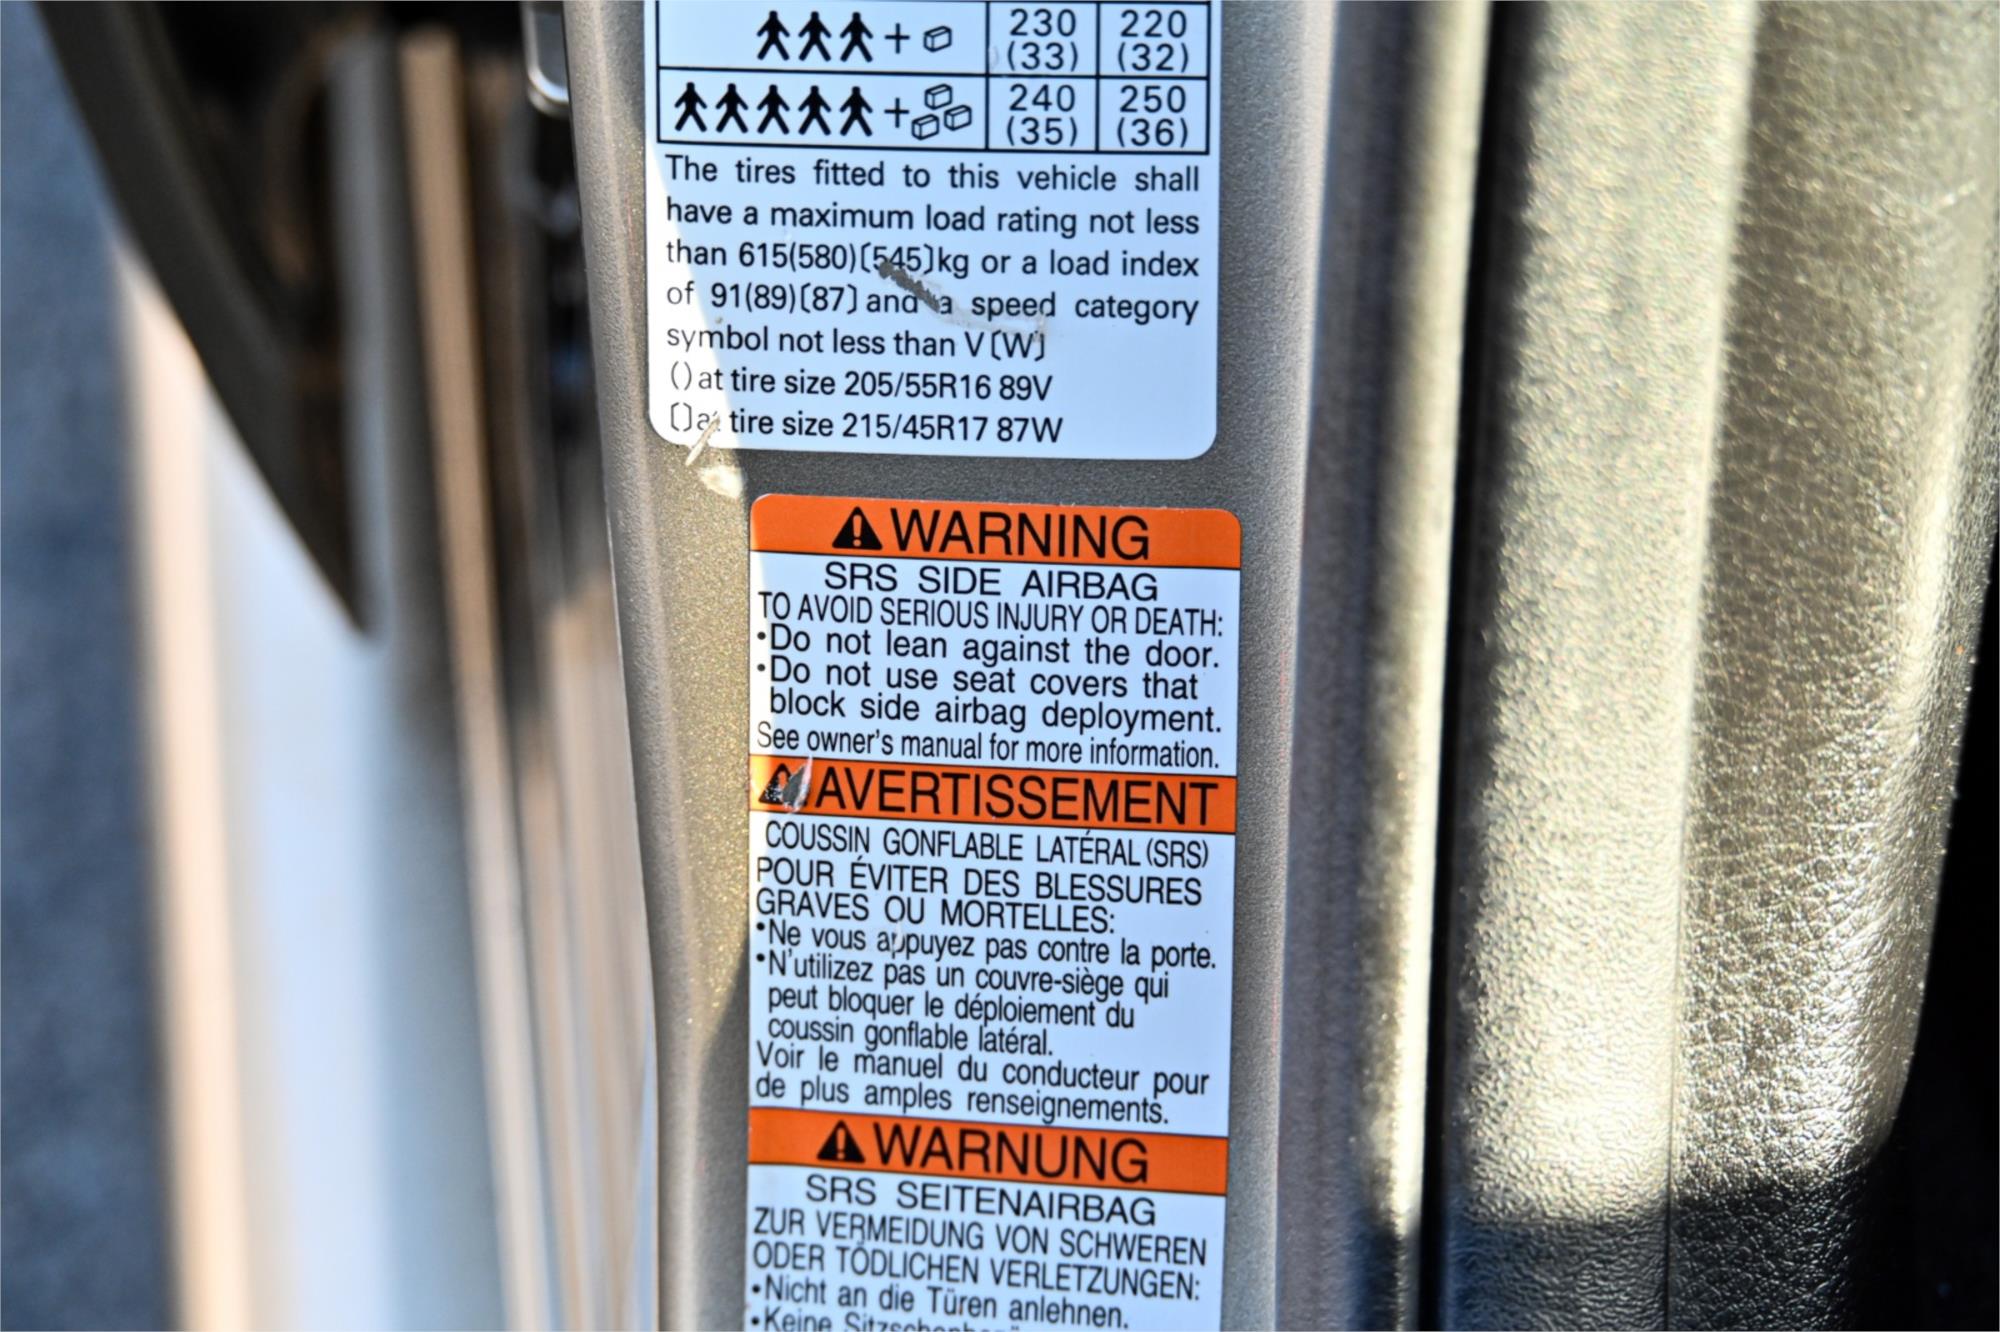 + 230 220
(33) (32)
+ 240 250
(35) (36)
The tires fitted to this vehicle shall
have a maximum load rating not less
than 615(580)〔545〕kg or a load index
of 91(89)〔87〕and a speed category
symbol not less than V〔W〕
()at tire size 205/55R16 89V
〔〕at tire size 215/45R17 87W
WARNING
SRS SIDE AIRBAG
TO AVOID SERIOUS INJURY OR DEATH:
•Do not lean against the door.
•Do not use seat covers that
block side airbag deployment.
See owner's manual for more information.
AVERTISSEMENT
COUSSIN GONFLABLE LATÉRAL (SRS)
POUR ÉVITER DES BLESSURES
GRAVES OU MORTELLES:
•Ne vous appuyez pas contre la porte.
•N'utilizez pas un couvre-siège qui
peut bloquer le déploiement du
coussin gonflable latéral.
Voir le manuel du conducteur pour
de plus amples renseignements.
WARNUNG
SRS SEITENAIRBAG
ZUR VERMEIDUNG VON SCHWEREN
ODER TÖDLICHEN VERLETZUNGEN:
•Nicht an die Türen anlehnen.
•Keine